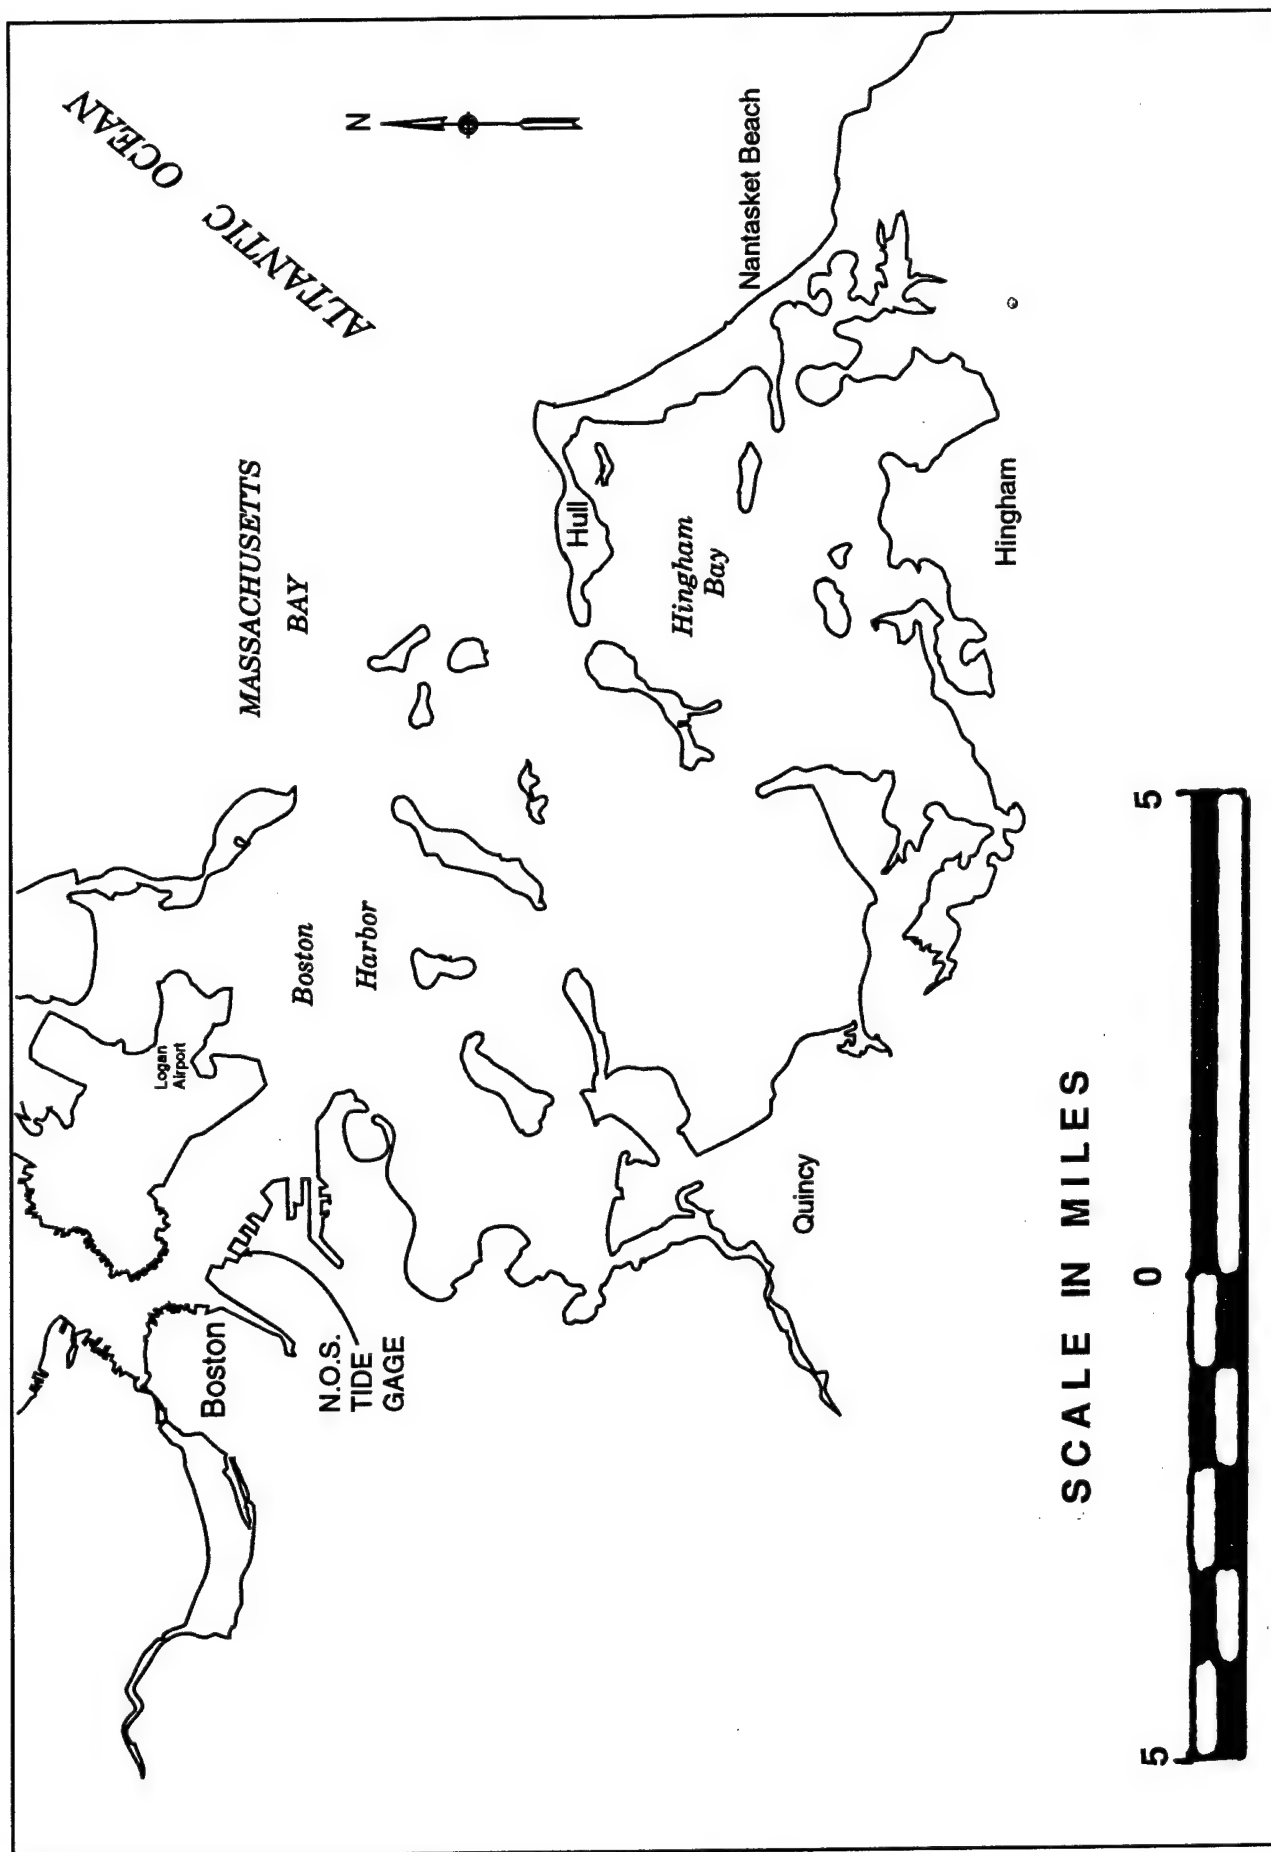 ALTANTIC OCEAN
N
MASSACHUSETTS
BAY
Nantasket Beach
Logan
Airport
Boston
Harbor
Hull
Hingham
Bay
Boston
N.O.S.
TIDE
GAGE
Quincy
Hingham
SCALE IN MILES
5 0 5